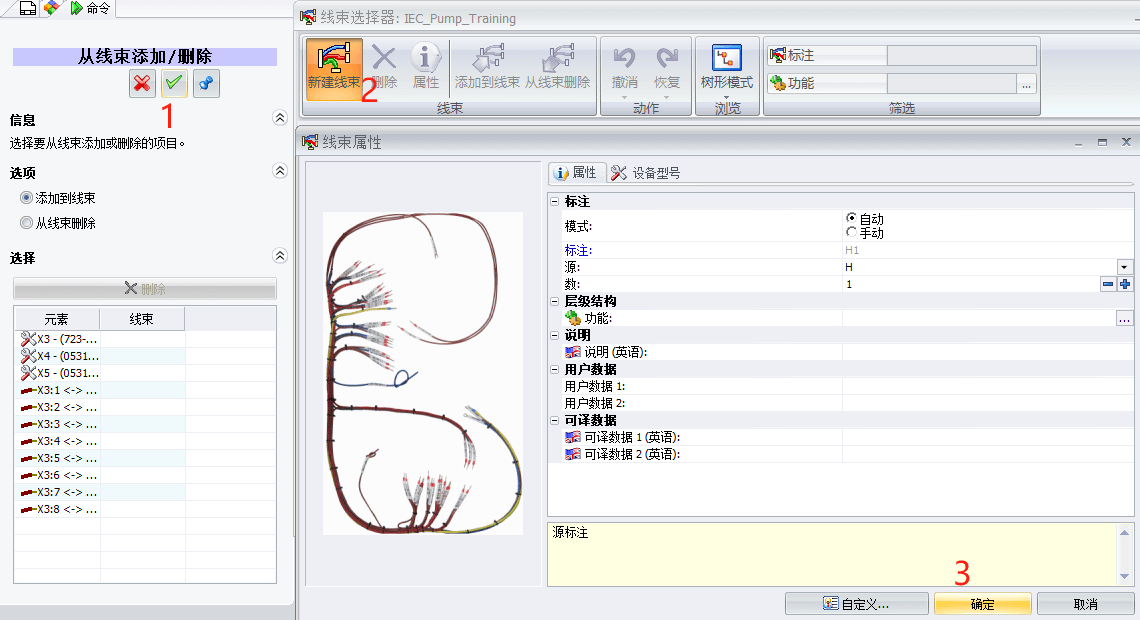 命令
从线束添加/删除
1
信息
选择要从线束添加或删除的项目。
选项
添加到线束
从线束删除
选择
删除
元素 线束
X3 - (723-...
X4 - (0531...
X5 - (0531...
X3:1 <-> ...
X3:2 <-> ...
X3:3 <-> ...
X3:4 <-> ...
X3:5 <-> ...
X3:6 <-> ...
X3:7 <-> ...
X3:8 <-> ...
线束选择器: IEC_Pump_Training
新建线束 删除 属性 添加到线束 从线束删除
2
线束
撤消 恢复
动作
树形模式
浏览
标注
功能 ...
筛选
线束属性
属性 设备型号
标注
模式: 自动
手动
标注: H1
源: H
数: 1
层级结构
功能: ...
说明
说明 (英语):
用户数据
用户数据 1:
用户数据 2:
可译数据
可译数据 1 (英语):
可译数据 2 (英语):
源标注
3
自定义... 确定 取消